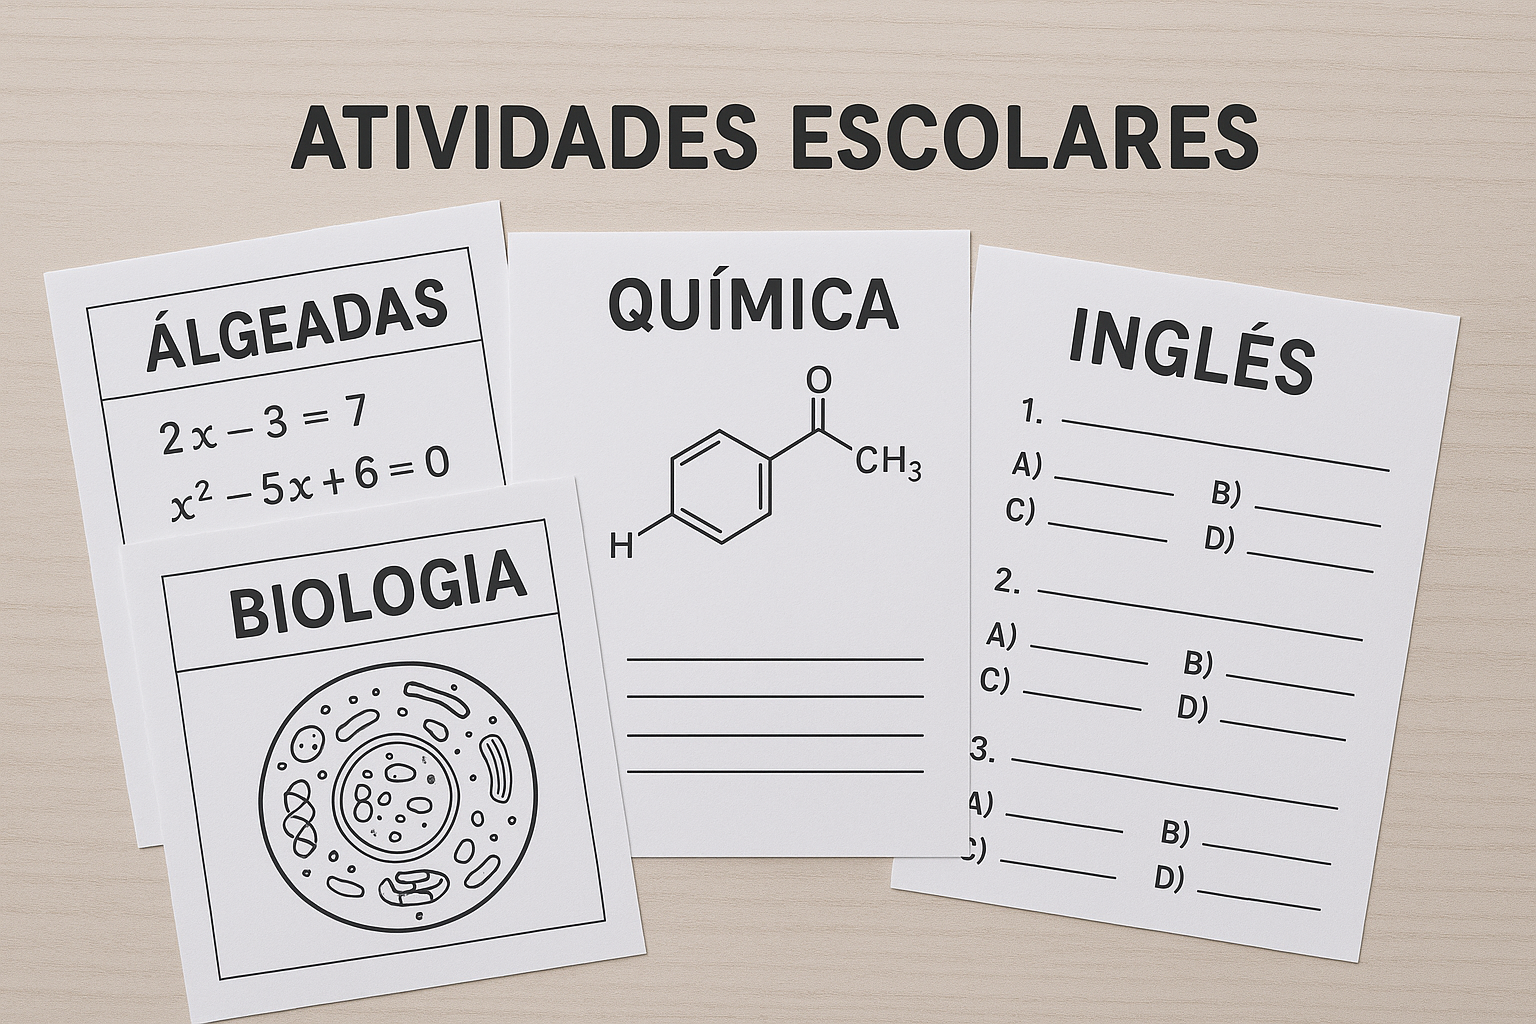 ATIVIDADES ESCOLARES
ÁLGEADAS
2x – 3 = 7
x² – 5x + 6 = 0
BIOLOGIA
QUÍMICA
O
CH₃
H
INGLÉS
1.
A) B)
C) D)
2.
A) B)
C) D)
3.
A) B)
C) D)